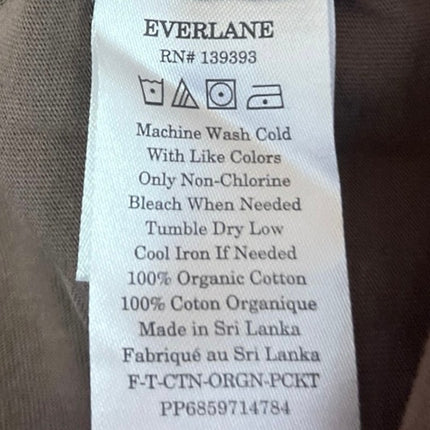 EVERLANE
RN# 139393
Machine Wash Cold
With Like Colors
Only Non-Chlorine
Bleach When Needed
Tumble Dry Low
Cool Iron If Needed
100% Organic Cotton
100% Coton Organique
Made in Sri Lanka
Fabriqué au Sri Lanka
F-T-CTN-ORGN-PCKT
PP6859714784